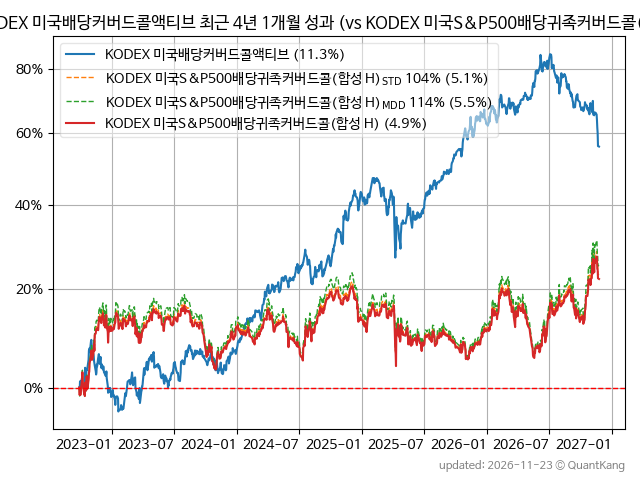 KODEX 미국배당커버드콜액티브 최근 4년 1개월 성과 (vs KODEX 미국S&P500배당귀족커버드콜(
KODEX 미국배당커버드콜액티브 (11.3%)
KODEX 미국S&P500배당귀족커버드콜(합성 H) STD 104% (5.1%)
KODEX 미국S&P500배당귀족커버드콜(합성 H) MDD 114% (5.5%)
KODEX 미국S&P500배당귀족커버드콜(합성 H) (4.9%)
80%
60%
40%
20%
0%
2023-01 2023-07 2024-01 2024-07 2025-01 2025-07 2026-01 2026-07 2027-01
updated: 2026-11-23 © QuantKang